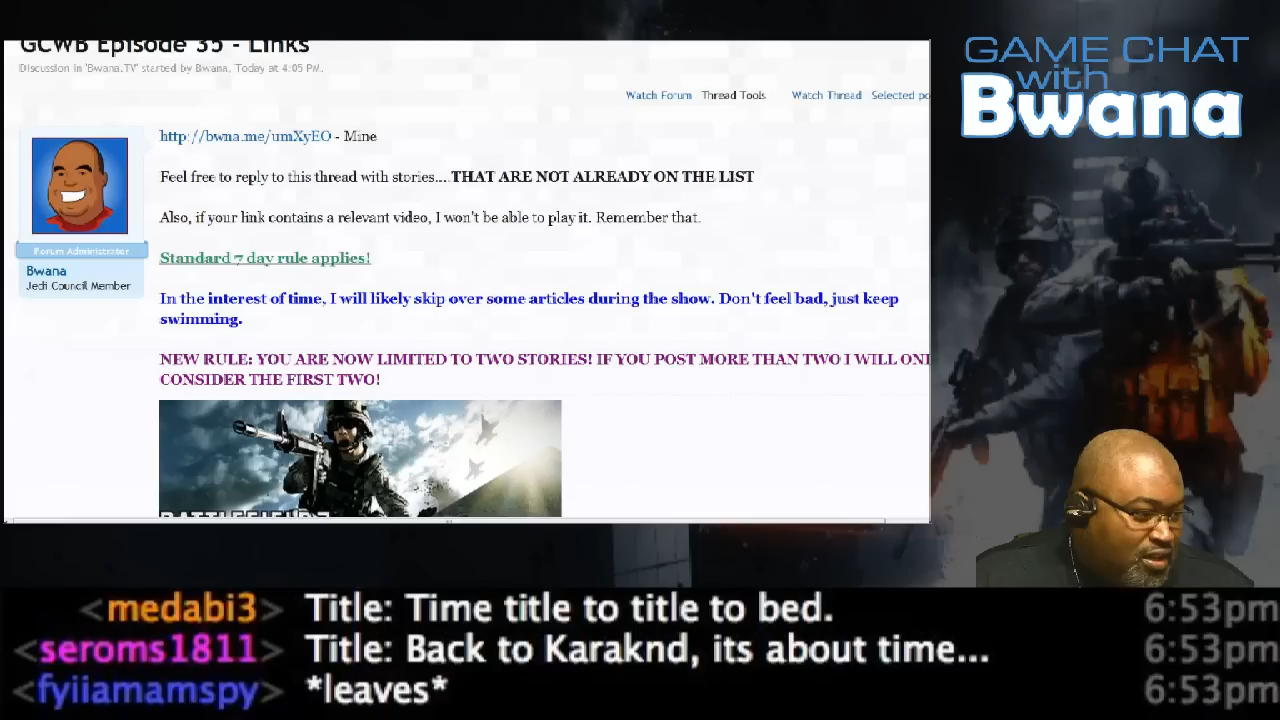 GCWB Episode 35 - Links
Discussion in 'Bwana.TV' started by Bwana, Today at 4:05 PM.
Watch Forum Thread Tools Watch Thread Selected po
http://bwna.me/umXyEO - Mine
Feel free to reply to this thread with stories.... THAT ARE NOT ALREADY ON THE LIST
Also, if your link contains a relevant video, I won't be able to play it. Remember that.
Standard 7 day rule applies!
In the interest of time, I will likely skip over some articles during the show. Don't feel bad, just keep
swimming.
NEW RULE: YOU ARE NOW LIMITED TO TWO STORIES! IF YOU POST MORE THAN TWO I WILL ONL
CONSIDER THE FIRST TWO!
Forum Administrator
Bwana
Jedi Council Member
BATTLEFIELD 3
GAME CHAT
with
Bwana
<medabi3> Title: Time title to title to bed. 6:53pm
<seroms1811> Title: Back to Karaknd, its about time... 6:53pm
<fyiiamamspy> *leaves* 6:53pm